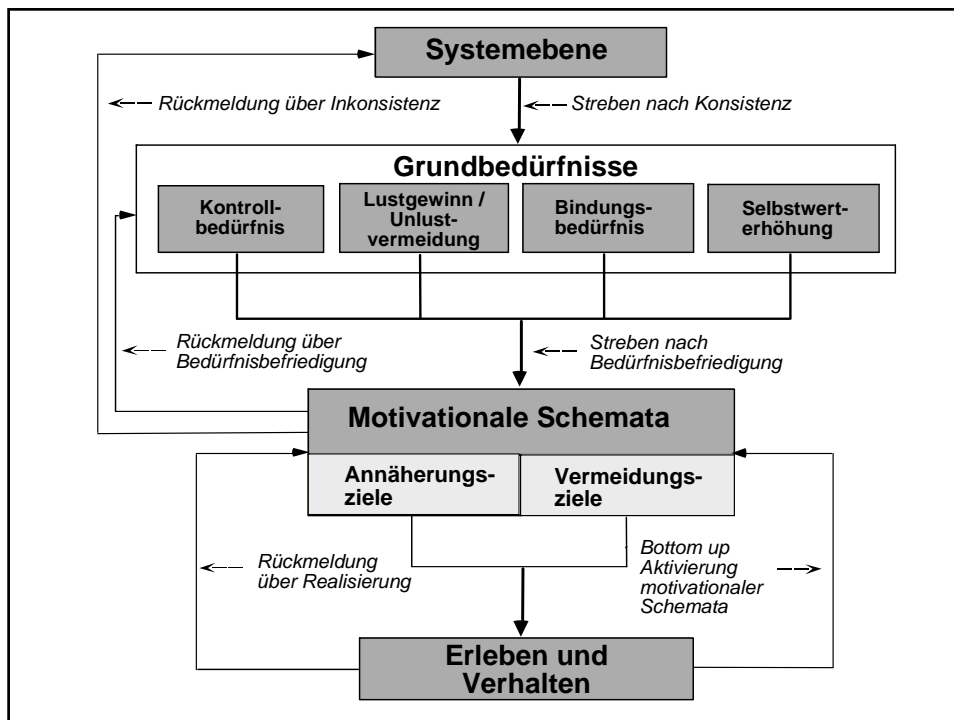 Systemebene
Rückmeldung über Inkonsistenz
Streben nach Konsistenz
Grundbedürfnisse
Kontroll-
bedürfnis
Lustgewinn /
Unlust-
vermeidung
Bindungs-
bedürfnis
Selbstwert-
erhöhung
Rückmeldung über
Bedürfnisbefriedigung
Streben nach
Bedürfnisbefriedigung
Motivationale Schemata
Annäherungs-
ziele
Vermeidungs-
ziele
Rückmeldung
über Realisierung
Bottom up
Aktivierung
motivationaler
Schemata
Erleben und
Verhalten